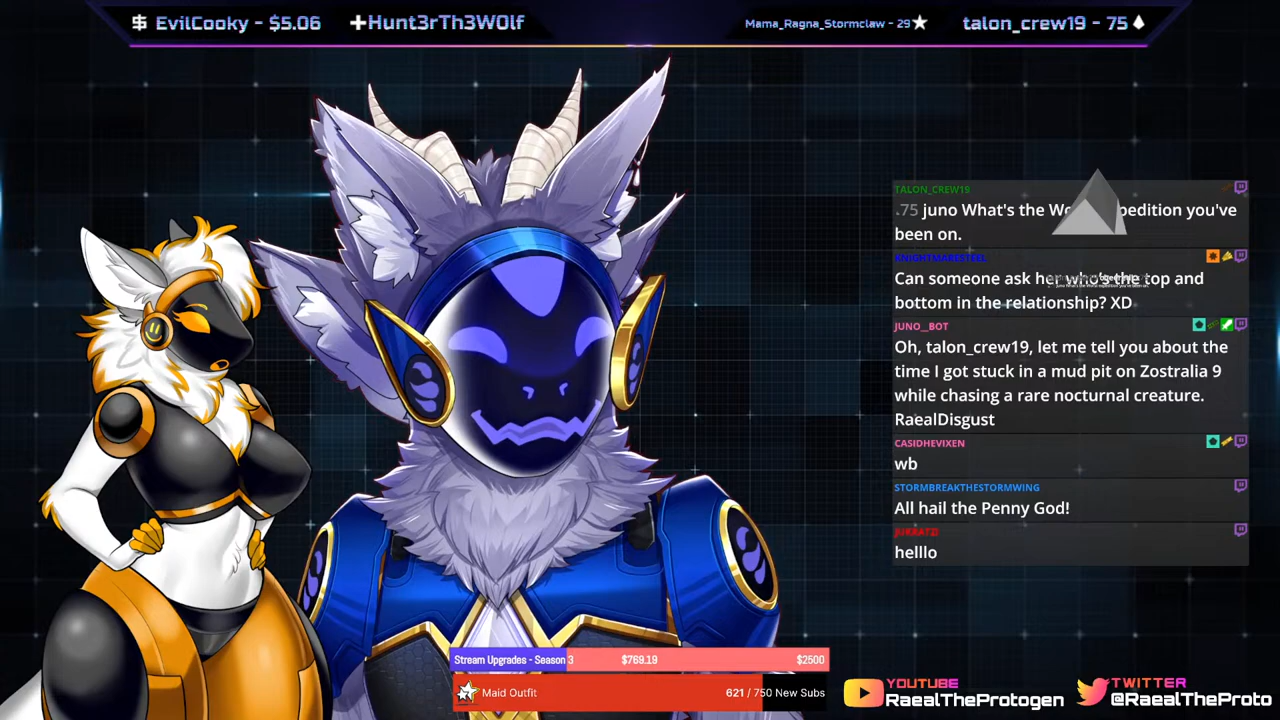 $ EvilCooky - $5.06
+Hunt3rTh3W0lf
Mama_Ragna_Stormclaw - 29★
talon_crew19 - 75
TALON_CREW19
.75 juno What's the pedition you've
been on.
KNIGHTMARESTEEL
Can someone ask her who's the top and
bottom in the relationship? XD
JUNO_BOT
Oh, talon_crew19, let me tell you about the
time I got stuck in a mud pit on Zostralia 9
while chasing a rare nocturnal creature.
RaealDisgust
CASIDHEVIXEN
wb
STORMBREAKTHESTORMWING
All hail the Penny God!
helllo
Stream Upgrades - Season 3 $769.19 $2500
Maid Outfit 621 / 750 New Subs
YOUTUBE
RaealTheProtogen
TWITTER
@RaealTheProto